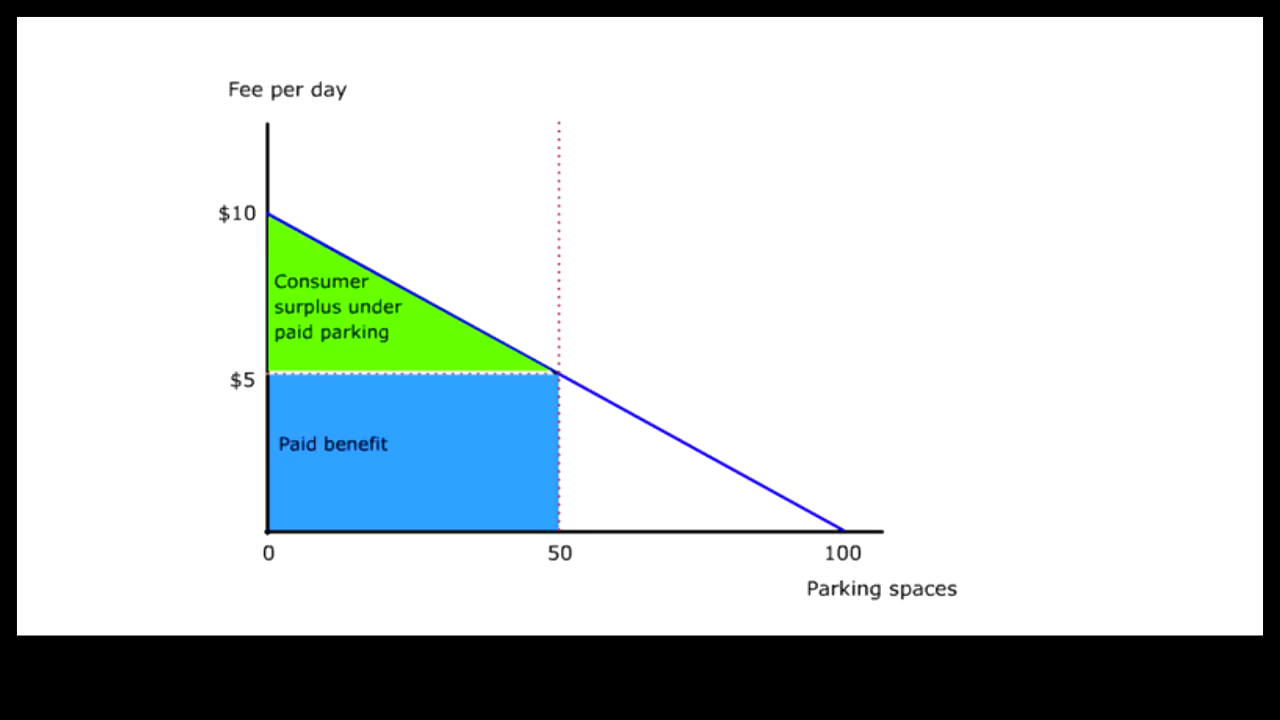 Fee per day
$10
Consumer
surplus under
paid parking
$5
Paid benefit
0
50
100
Parking spaces